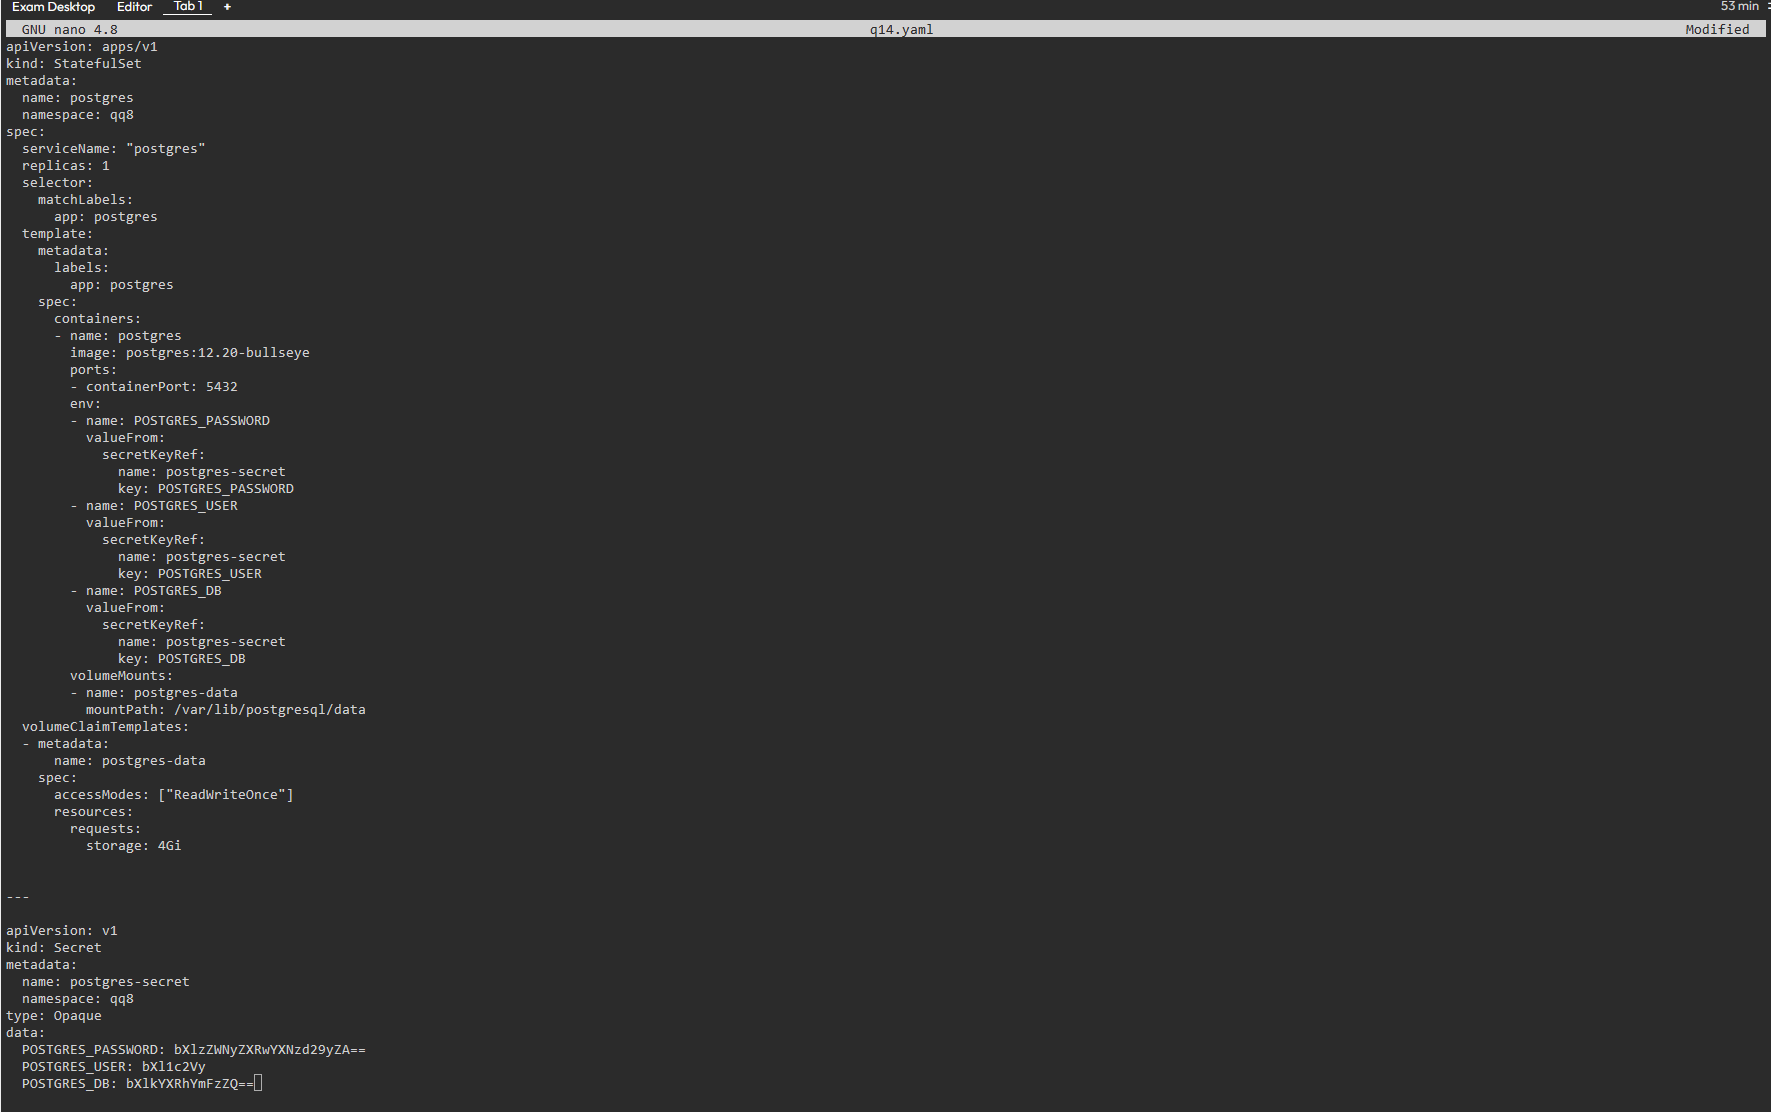 Exam Desktop Editor Tab 1 + 53 min
GNU nano 4.8 q14.yaml Modified
apiVersion: apps/v1
kind: StatefulSet
metadata:
  name: postgres
  namespace: qq8
spec:
  serviceName: "postgres"
  replicas: 1
  selector:
    matchLabels:
      app: postgres
  template:
    metadata:
      labels:
        app: postgres
    spec:
      containers:
      - name: postgres
        image: postgres:12.20-bullseye
        ports:
        - containerPort: 5432
        env:
        - name: POSTGRES_PASSWORD
          valueFrom:
            secretKeyRef:
              name: postgres-secret
              key: POSTGRES_PASSWORD
        - name: POSTGRES_USER
          valueFrom:
            secretKeyRef:
              name: postgres-secret
              key: POSTGRES_USER
        - name: POSTGRES_DB
          valueFrom:
            secretKeyRef:
              name: postgres-secret
              key: POSTGRES_DB
        volumeMounts:
        - name: postgres-data
          mountPath: /var/lib/postgresql/data
  volumeClaimTemplates:
  - metadata:
      name: postgres-data
    spec:
      accessModes: ["ReadWriteOnce"]
      resources:
        requests:
          storage: 4Gi
---
apiVersion: v1
kind: Secret
metadata:
  name: postgres-secret
  namespace: qq8
type: Opaque
data:
  POSTGRES_PASSWORD: bXlzZWNyZXRwYXNzd29yZA==
  POSTGRES_USER: bXl1c2Vy
  POSTGRES_DB: bXlkYXRhYmFzZQ==